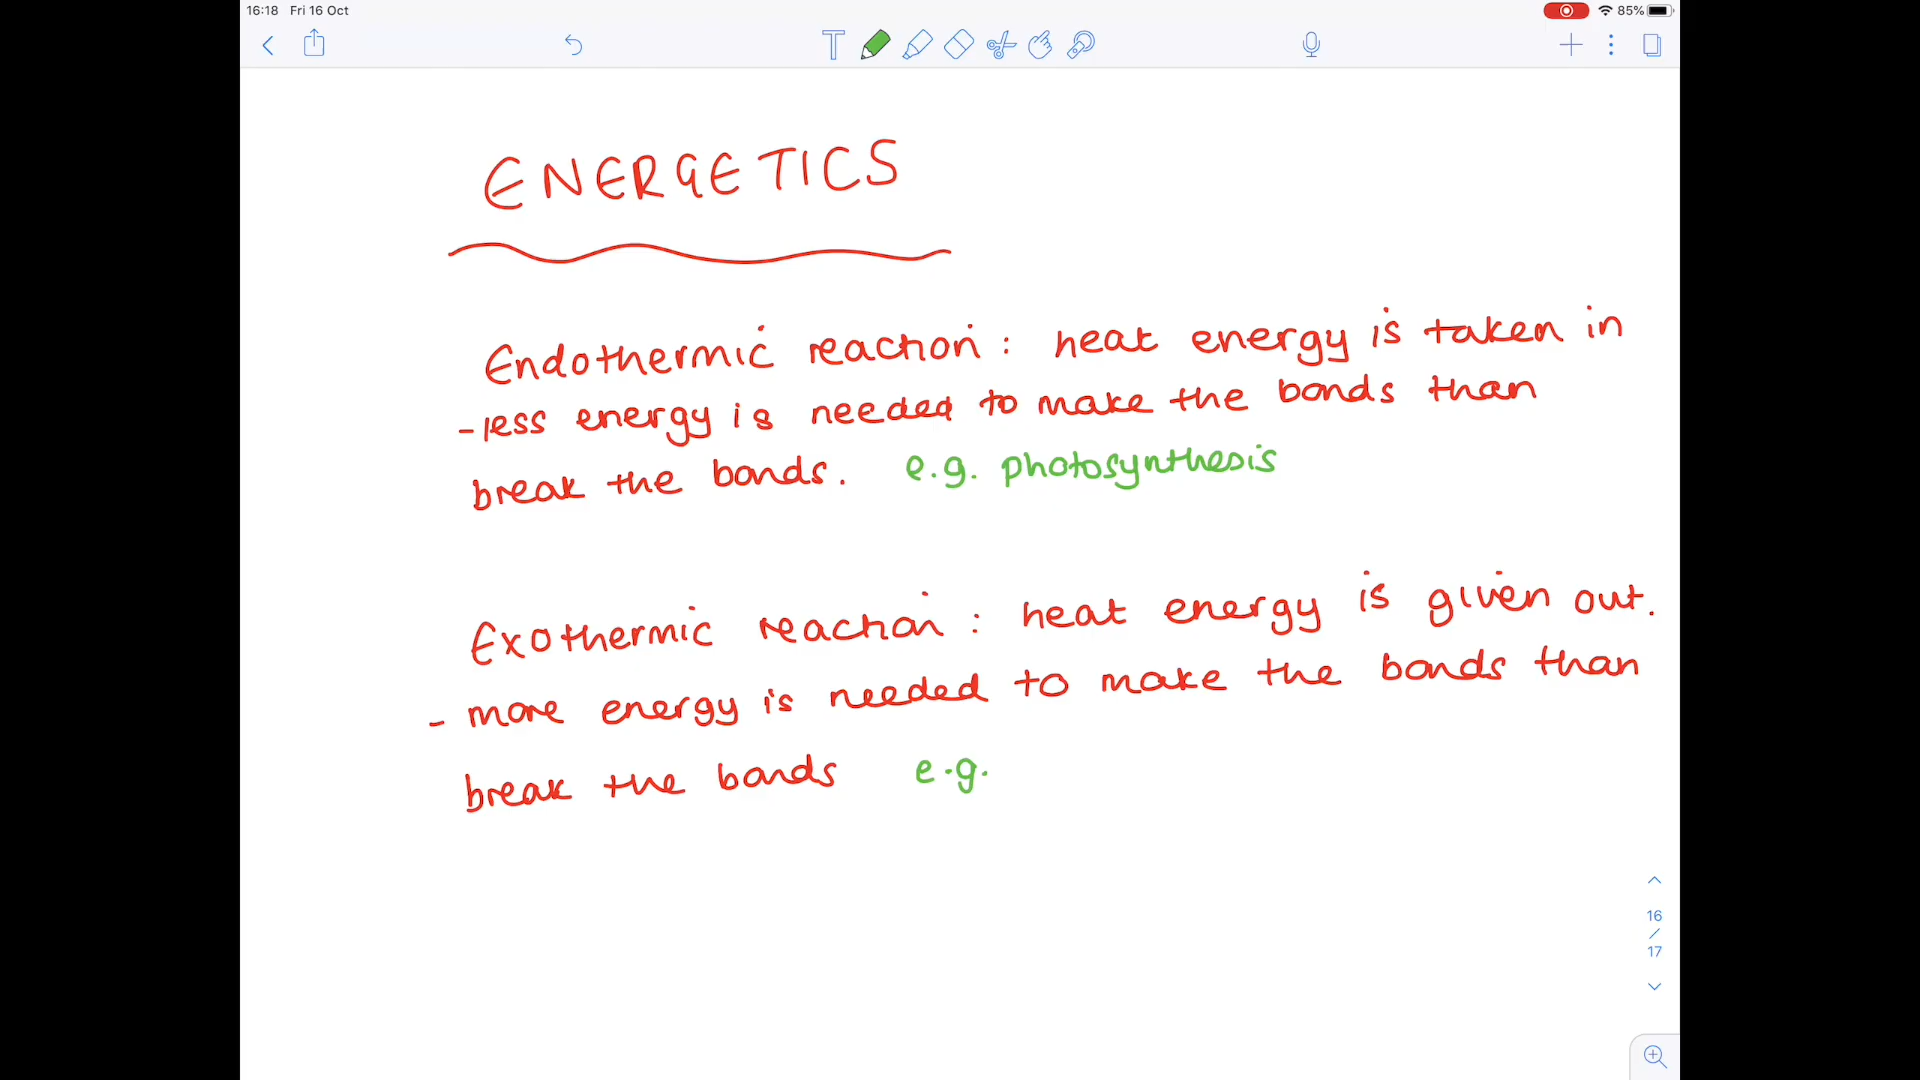 16:18 Fri 16 Oct
85%
T
ENERGETICS
Endothermic reaction: heat energy is taken in
- less energy is needed to make the bonds than
break the bonds. e.g. photosynthesis
Exothermic reaction: heat energy is given out.
- more energy is needed to make the bonds than
break the bonds e.g.
16
/
17